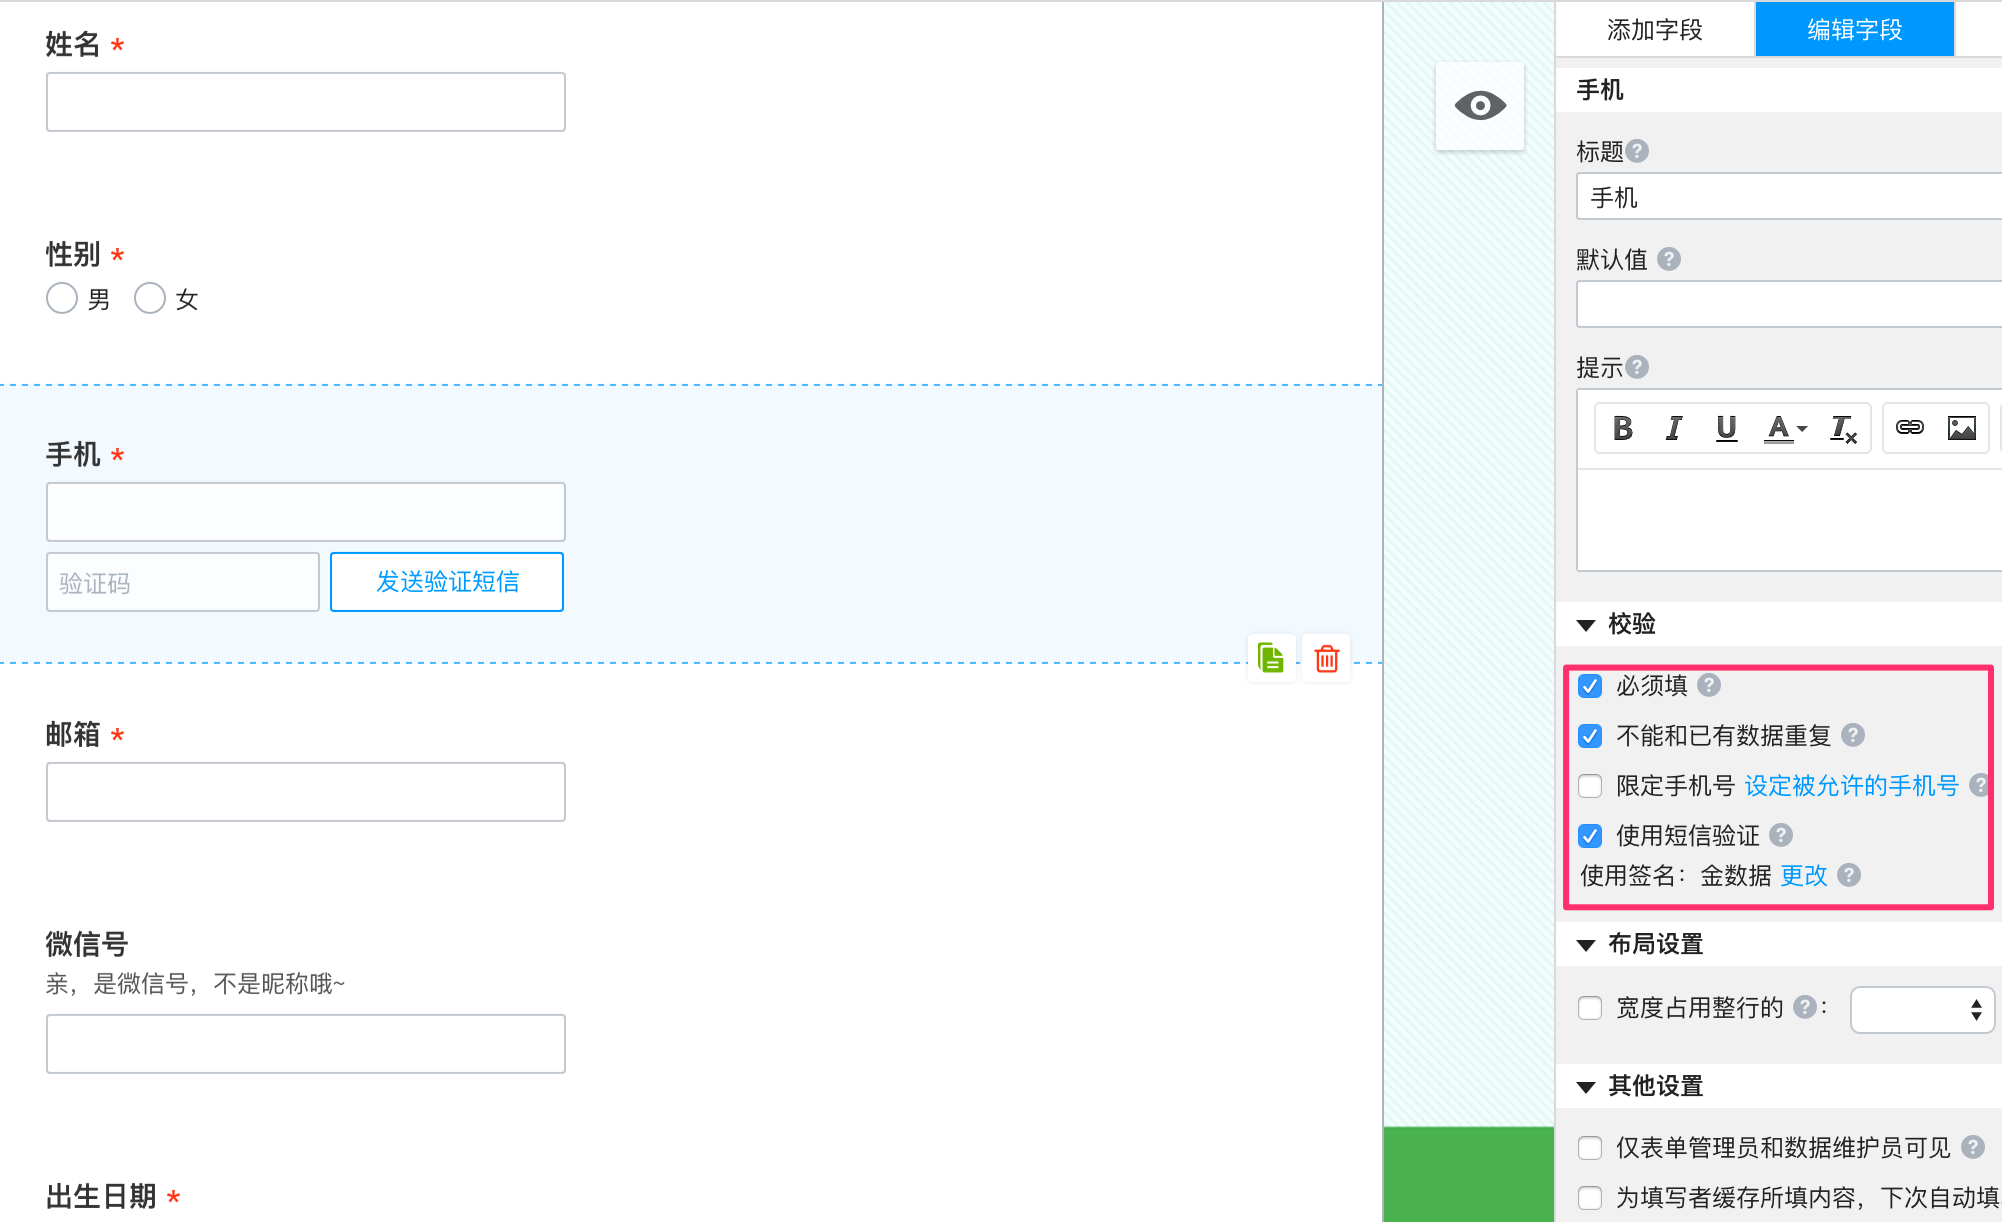 姓名 *
性别 *
男 女
手机 *
验证码 发送验证短信
邮箱 *
微信号
亲，是微信号，不是昵称哦~
出生日期 *
添加字段 编辑字段
手机
标题 ?
手机
默认值 ?
提示 ?
B I U A Tx
校验
必须填 ?
不能和已有数据重复 ?
限定手机号 设定被允许的手机号 ?
使用短信验证 ?
使用签名：金数据 更改 ?
布局设置
宽度占用整行的 ?：
其他设置
仅表单管理员和数据维护员可见 ?
为填写者缓存所填内容，下次自动填